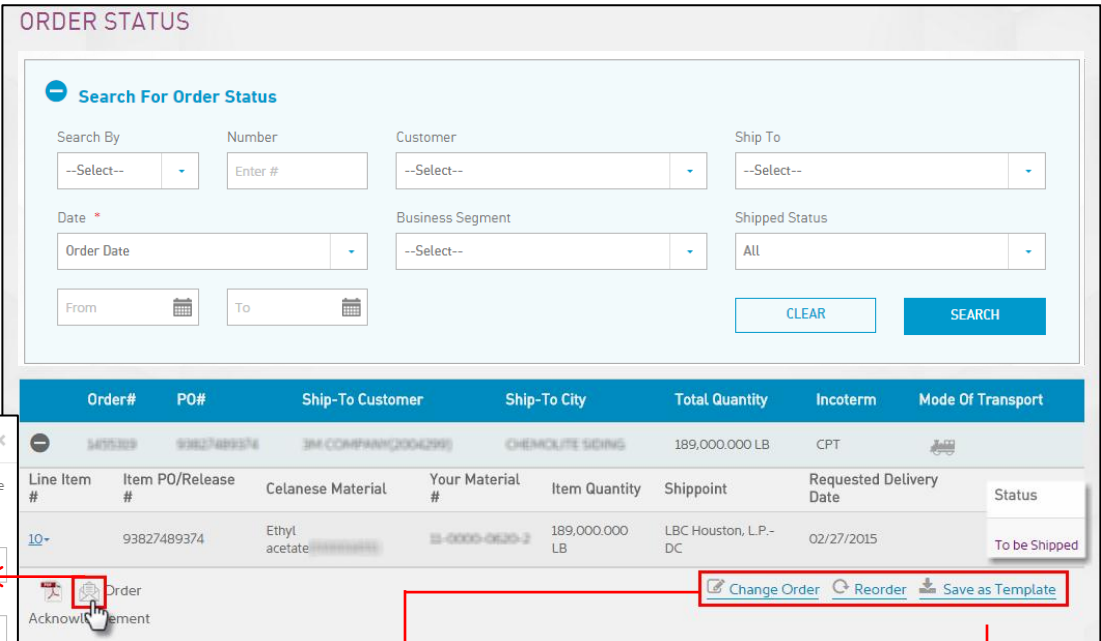 ORDER STATUS
Search For Order Status
Search By Number Customer Ship To
--Select-- Enter # --Select-- --Select--
Date * Business Segment Shipped Status
Order Date --Select-- All
From To CLEAR SEARCH
Order# PO# Ship-To Customer Ship-To City Total Quantity Incoterm Mode Of Transport
189,000.000 LB CPT
Line Item # Item PO/Release # Celanese Material Your Material # Item Quantity Shippoint Requested Delivery Date Status
10 93827489374 Ethyl acetate 189,000.000 LB LBC Houston, L.P.- DC 02/27/2015 To be Shipped
Order Acknowledgement Change Order Reorder Save as Template